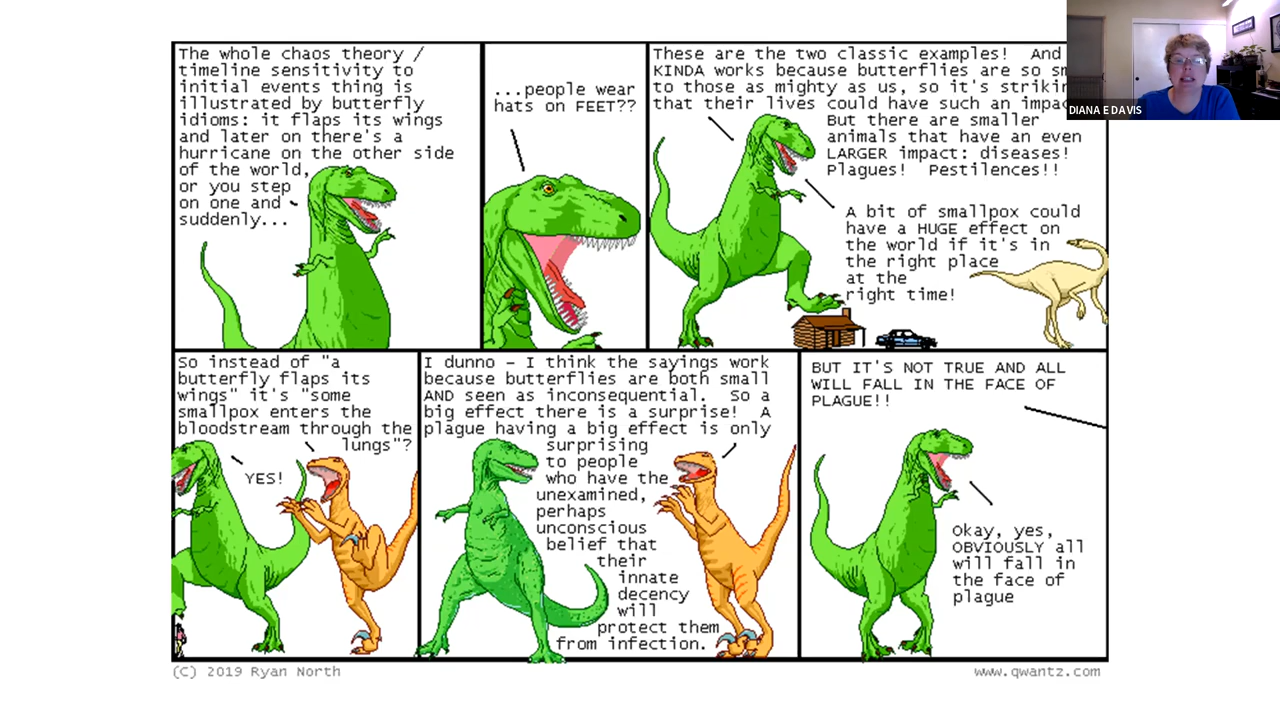 The whole chaos theory /
timeline sensitivity to
initial events thing is
illustrated by butterfly
idioms: it flaps its wings
and later on there's a
hurricane on the other side
of the world,
or you step
on one and
suddenly...
...people wear
hats on FEET??
These are the two classic examples! And
KINDA works because butterflies are so
to those as mighty as us, so it's
that their lives could have such an
But there are smaller
animals that have an even
LARGER impact: diseases!
Plagues! Pestilences!!
A bit of smallpox could
have a HUGE effect on
the world if it's in
the right place
at the
right time!
DIANA E DAVIS
So instead of "a
butterfly flaps its
wings" it's "some
smallpox enters the
bloodstream through the
lungs"?
YES!
I dunno – I think the sayings work
because butterflies are both small
AND seen as inconsequential. So a
big effect there is a surprise! A
plague having a big effect is only
surprising
to people
who have the
unexamined,
perhaps
unconscious
belief that
their
innate
decency
will
protect them
from infection.
BUT IT'S NOT TRUE AND ALL
WILL FALL IN THE FACE OF
PLAGUE!!
Okay, yes,
OBVIOUSLY all
will fall in
the face of
plague
(C) 2019 Ryan North
www.qwantz.com